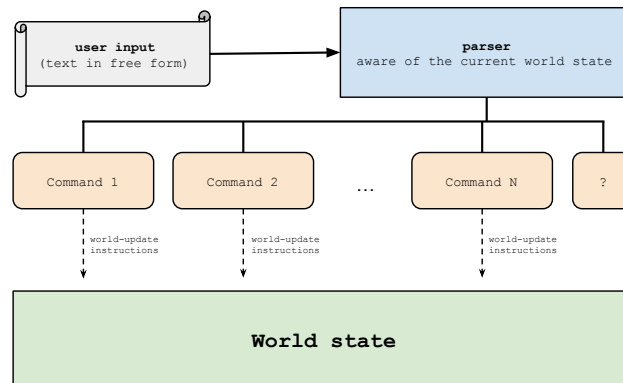 user input
(text in free form)
parser
aware of the current world state
Command 1
Command 2
...
Command N
?
world-update
instructions
world-update
instructions
world-update
instructions
World state